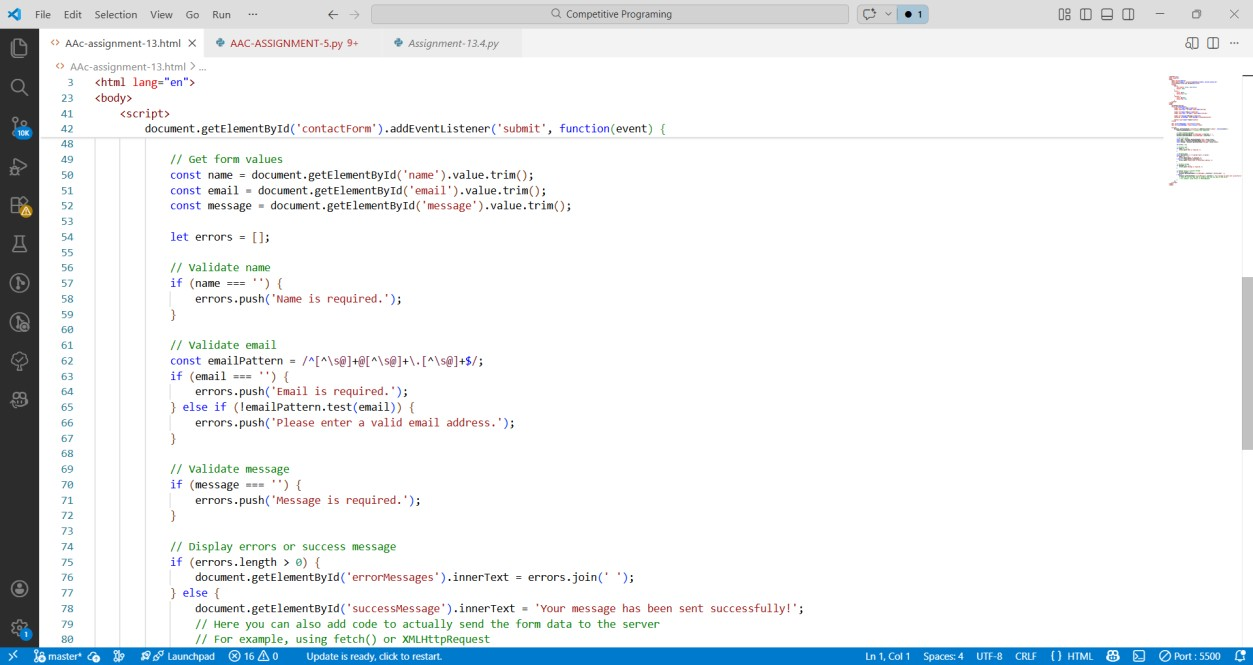 File Edit Selection View Go Run ··· Competitive Programing 1
AAc-assignment-13.html AAC-ASSIGNMENT-5.py 9+ Assignment-13.4.py
AAc-assignment-13.html > ...
3 <html lang="en">
23 <body>
41 <script>
42 document.getElementById('contactForm').addEventListener('submit', function(event) {
48
49 // Get form values
50 const name = document.getElementById('name').value.trim();
51 const email = document.getElementById('email').value.trim();
52 const message = document.getElementById('message').value.trim();
53
54 let errors = [];
55
56 // Validate name
57 if (name === '') {
58 errors.push('Name is required.');
59 }
60
61 // Validate email
62 const emailPattern = /^[^\s@]+@[^\s@]+\.[^\s@]+$/;
63 if (email === '') {
64 errors.push('Email is required.');
65 } else if (!emailPattern.test(email)) {
66 errors.push('Please enter a valid email address.');
67 }
68
69 // Validate message
70 if (message === '') {
71 errors.push('Message is required.');
72 }
73
74 // Display errors or success message
75 if (errors.length > 0) {
76 document.getElementById('errorMessages').innerText = errors.join(' ');
77 } else {
78 document.getElementById('successMessage').innerText = 'Your message has been sent successfully!';
79 // Here you can also add code to actually send the form data to the server
80 // For example, using fetch() or XMLHttpRequest
10K
1
master* Launchpad 16 0 Update is ready, click to restart. Ln 1, Col 1 Spaces: 4 UTF-8 CRLF {} HTML Port : 5500